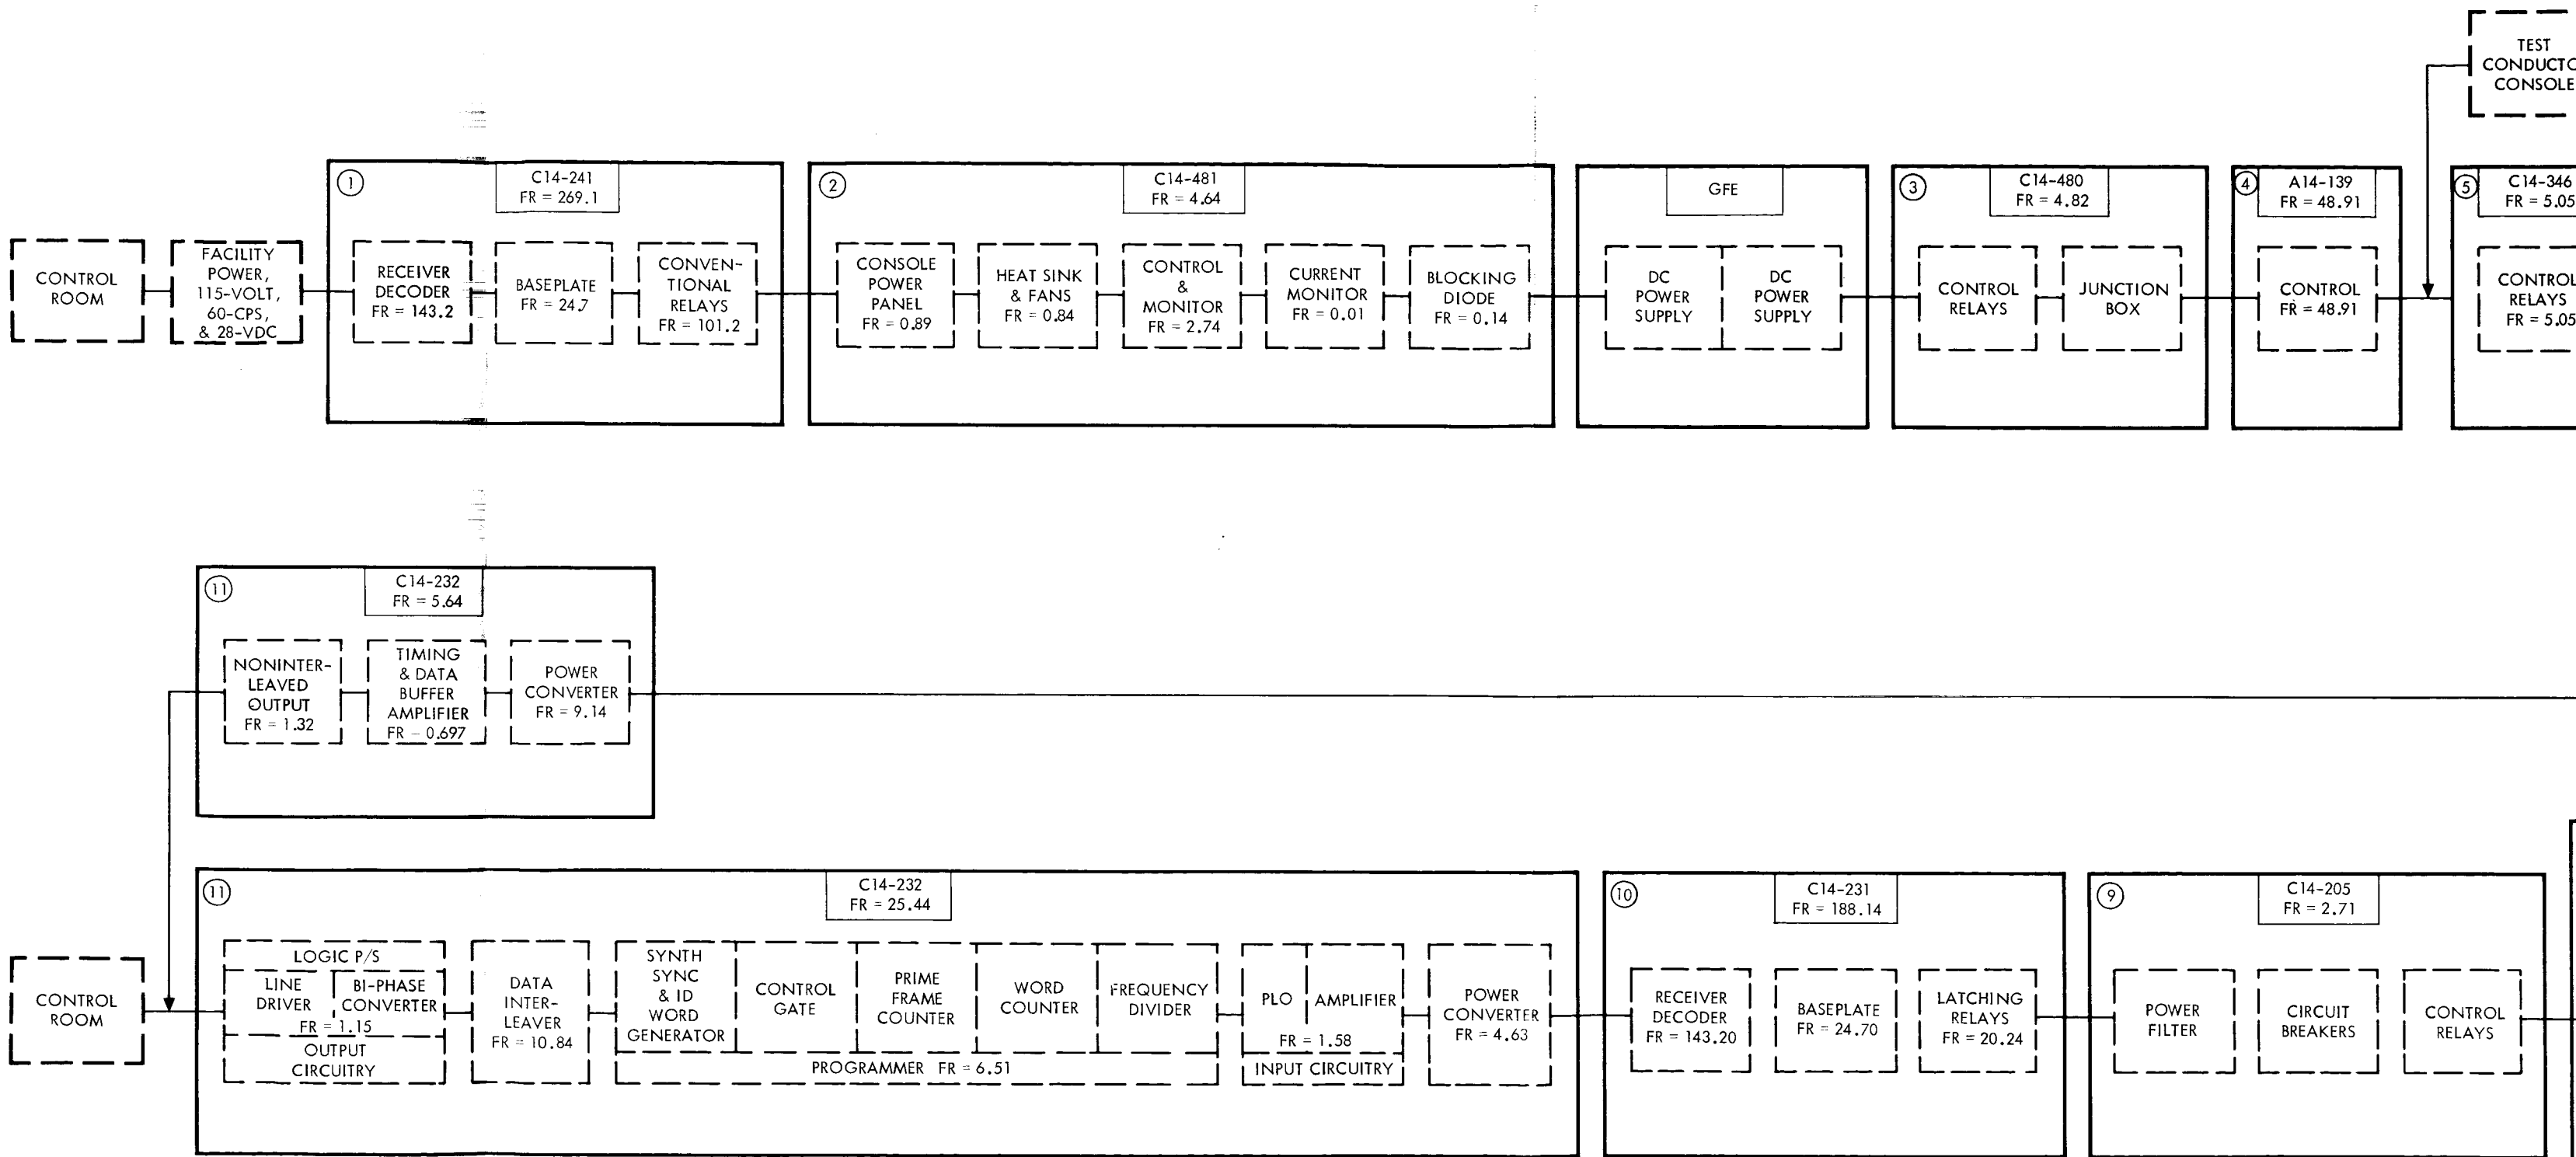 TEST
CONDUCTO
CONSOLE
CONTROL
ROOM
FACILITY
POWER,
115-VOLT,
60-CPS,
& 28-VDC
1
C14-241
FR = 269.1
RECEIVER
DECODER
FR = 143.2
BASEPLATE
FR = 24.7
CONVEN-
TIONAL
RELAYS
FR = 101.2
2
C14-481
FR = 4.64
CONSOLE
POWER
PANEL
FR = 0.89
HEAT SINK
& FANS
FR = 0.84
CONTROL
&
MONITOR
FR = 2.74
CURRENT
MONITOR
FR = 0.01
BLOCKING
DIODE
FR = 0.14
GFE
DC
POWER
SUPPLY
DC
POWER
SUPPLY
3
C14-480
FR = 4.82
CONTROL
RELAYS
JUNCTION
BOX
4
A14-139
FR = 48.91
CONTROL
FR = 48.91
5
C14-346
FR = 5.05
CONTROL
RELAYS
FR = 5.05
11
C14-232
FR = 5.64
NONINTER-
LEAVED
OUTPUT
FR = 1.32
TIMING
& DATA
BUFFER
AMPLIFIER
FR = 0.697
POWER
CONVERTER
FR = 9.14
CONTROL
ROOM
11
C14-232
FR = 25.44
LOGIC P/S
LINE
DRIVER
BI-PHASE
CONVERTER
FR = 1.15
OUTPUT
CIRCUITRY
DATA
INTER-
LEAVER
FR = 10.84
SYNTH
SYNC
& ID
WORD
GENERATOR
CONTROL
GATE
PRIME
FRAME
COUNTER
WORD
COUNTER
FREQUENCY
DIVIDER
PROGRAMMER FR = 6.51
PLO
AMPLIFIER
FR = 1.58
INPUT CIRCUITRY
POWER
CONVERTER
FR = 4.63
10
C14-231
FR = 188.14
RECEIVER
DECODER
FR = 143.20
BASEPLATE
FR = 24.70
LATCHING
RELAYS
FR = 20.24
9
C14-205
FR = 2.71
POWER
FILTER
CIRCUIT
BREAKERS
CONTROL
RELAYS